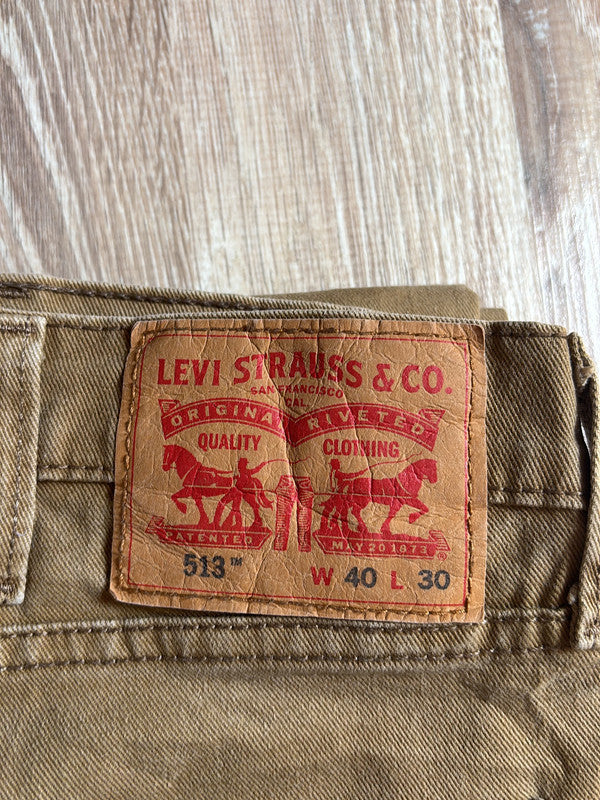 LEVI STRAUSS & CO.
SAN FRANCISCO
CAL
ORIGINAL RIVETED
QUALITY CLOTHING
PATENTED MAY 20 1873 ®
513™ W 40 L 30